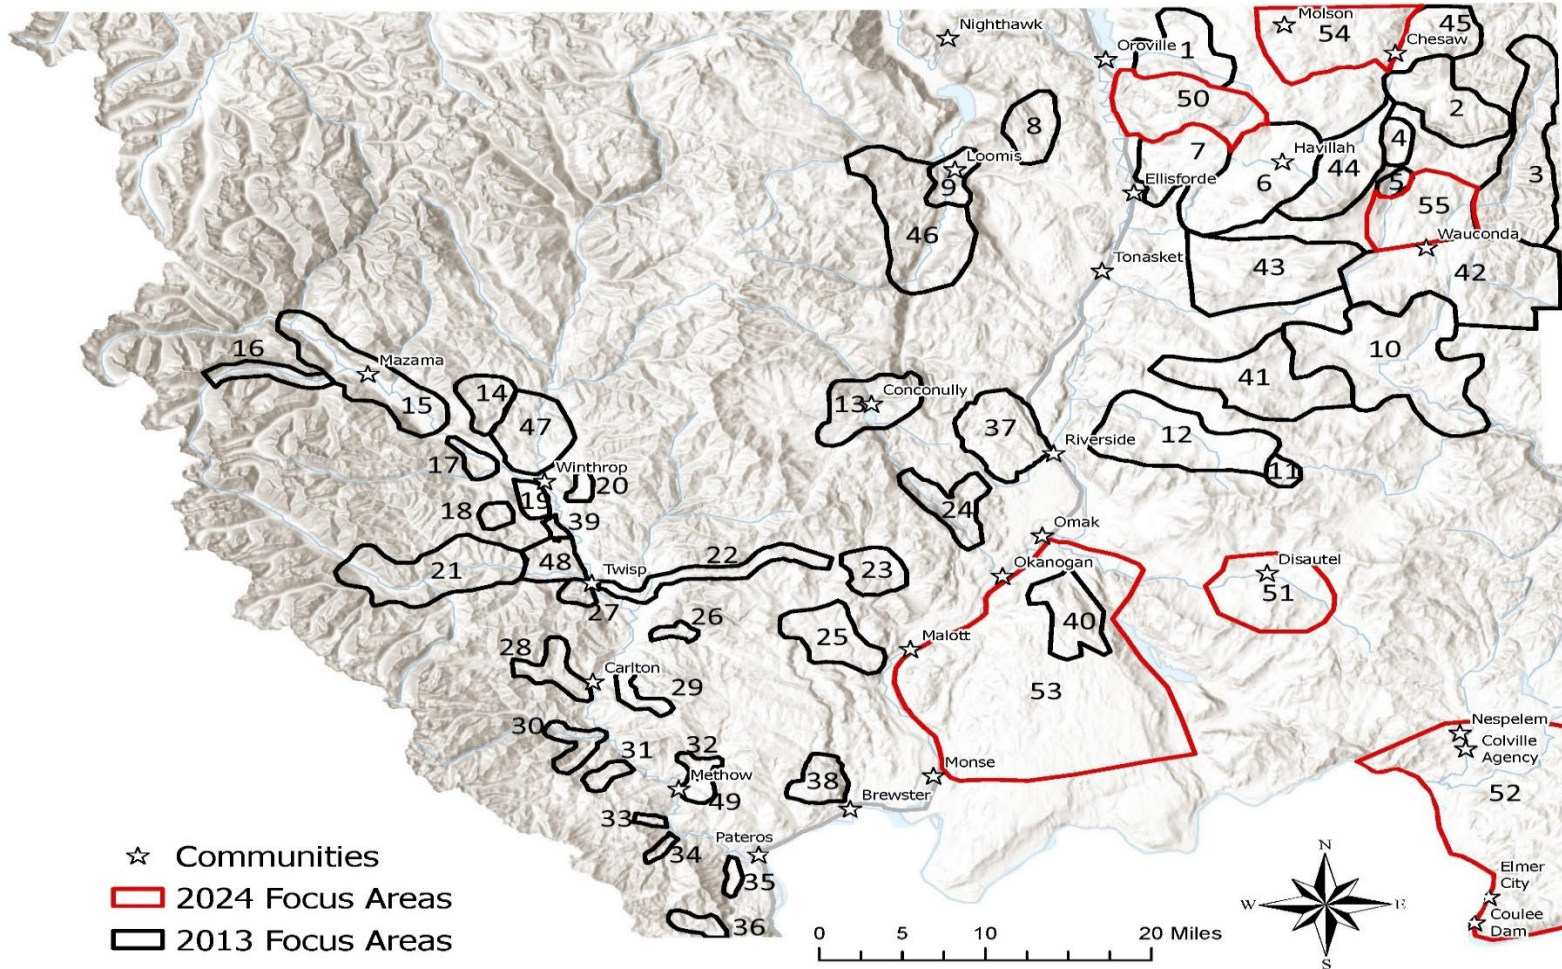 Nighthawk
Molson
54
45
Chesaw
Oroville
1
50
2
8
4
Havillah
7
44
3
Loomis
9
6
5
Ellisforde
55
46
Wauconda
Tonasket
43
42
16
Mazama
10
14
15
13
Conconully
41
47
37
12
Riverside
17
Winthrop
11
20
19
18
24
39
Omak
22
48
21
Twisp
23
Okanogan
Disautel
51
27
26
40
25
Malott
28
Carlton
29
53
30
Nespelem
32
31
Colville
Agency
Methow
Monse
38
49
Brewster
52
33
Pateros
34
Communities
35
Elmer
City
2024 Focus Areas
36
Coulee
Dam
2013 Focus Areas
0 5 10 20 Miles
N
W E
S